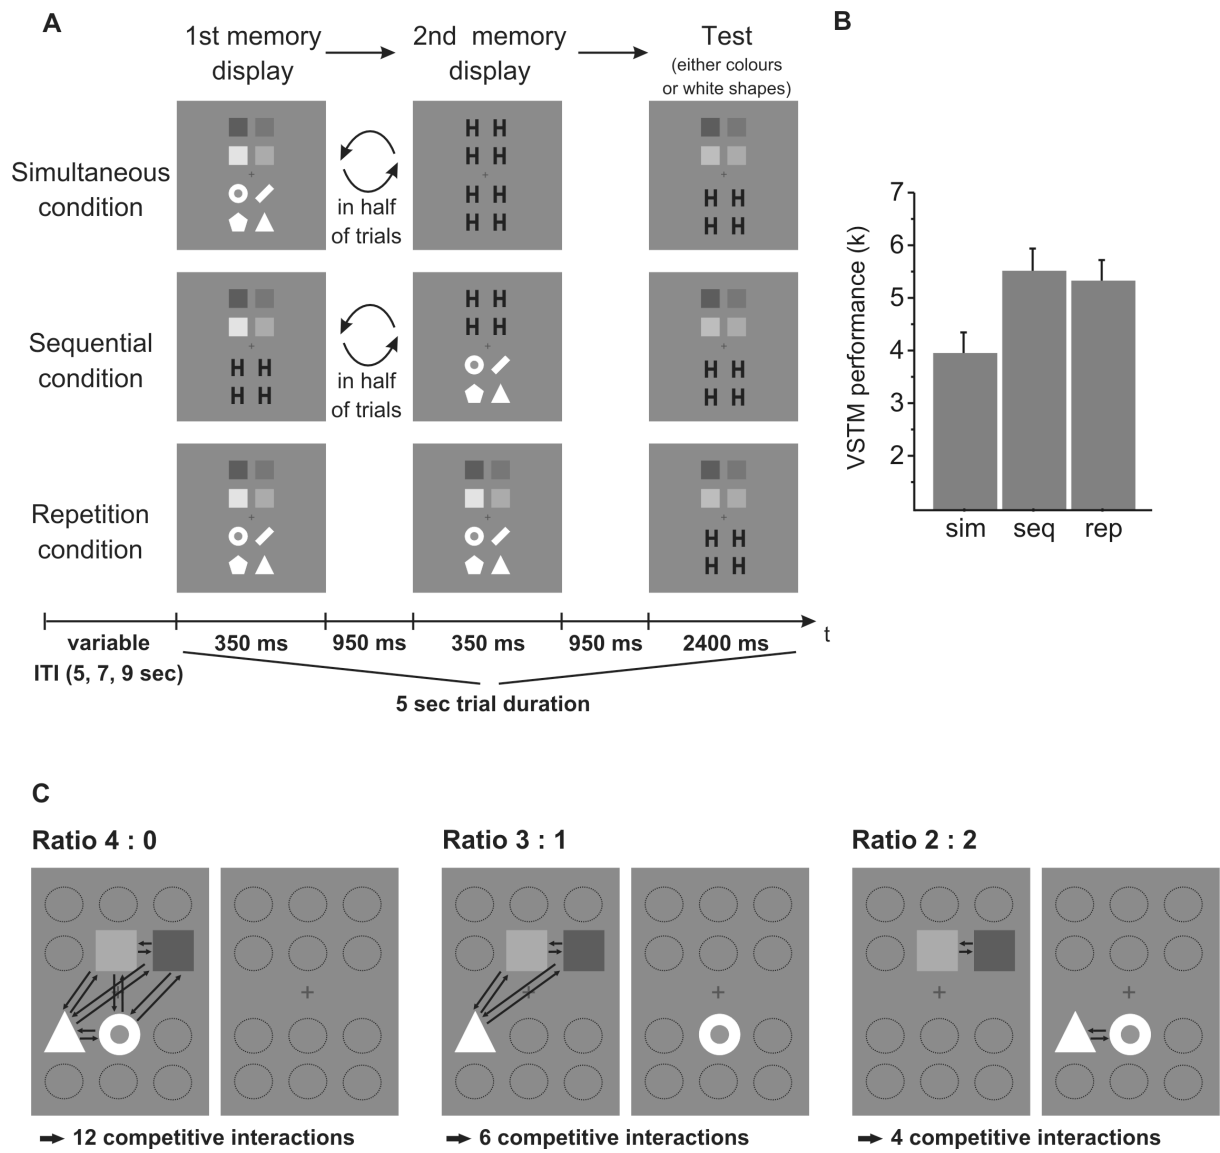 A
1st memory
display
2nd memory
display
Test
(either colours
or white shapes)
Simultaneous
condition
in half
of trials
H H
H H
H H
H H
H H
H H
Sequential
condition
H H
H H
in half
of trials
H H
H H
H H
H H
Repetition
condition
H H
H H
variable
ITI (5, 7, 9 sec)
350 ms
950 ms
350 ms
950 ms
2400 ms
t
5 sec trial duration
B
VSTM performance (k)
7
6
5
4
3
2
sim seq rep
C
Ratio 4 : 0
Ratio 3 : 1
Ratio 2 : 2
12 competitive interactions
6 competitive interactions
4 competitive interactions